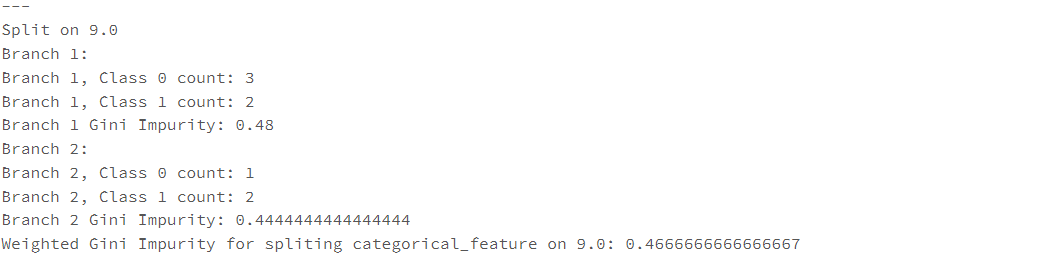 ---
Split on 9.0
Branch 1:
Branch 1, Class 0 count: 3
Branch 1, Class 1 count: 2
Branch 1 Gini Impurity: 0.48
Branch 2:
Branch 2, Class 0 count: 1
Branch 2, Class 1 count: 2
Branch 2 Gini Impurity: 0.4444444444444444
Weighted Gini Impurity for spliting categorical_feature on 9.0: 0.4666666666666667